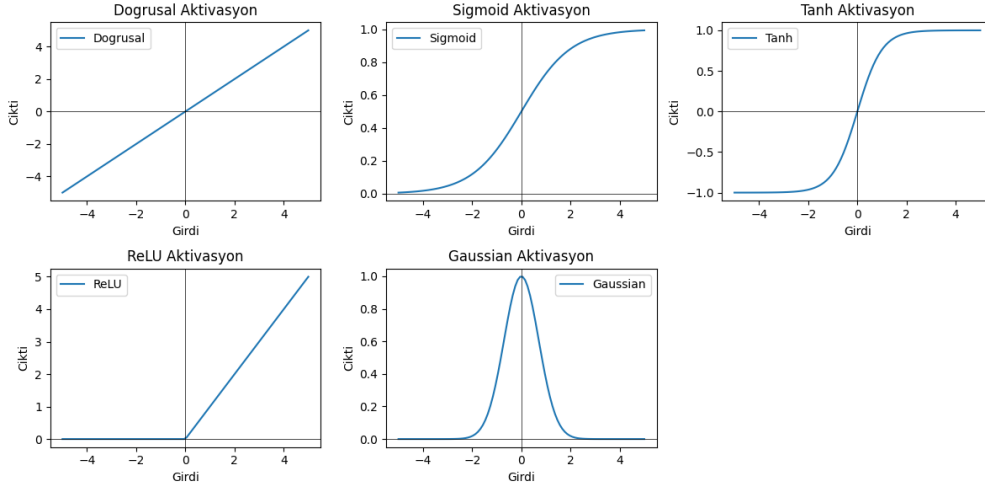 Dogrusal Aktivasyon
Dogrusal
4
2
0
−2
−4
Cikti
−4 −2 0 2 4
Girdi
Sigmoid Aktivasyon
Sigmoid
1.0
0.8
0.6
0.4
0.2
0.0
Cikti
−4 −2 0 2 4
Girdi
Tanh Aktivasyon
Tanh
1.0
0.5
0.0
−0.5
−1.0
Cikti
−4 −2 0 2 4
Girdi
ReLU Aktivasyon
ReLU
5
4
3
2
1
0
Cikti
−4 −2 0 2 4
Girdi
Gaussian Aktivasyon
Gaussian
1.0
0.8
0.6
0.4
0.2
0.0
Cikti
−4 −2 0 2 4
Girdi